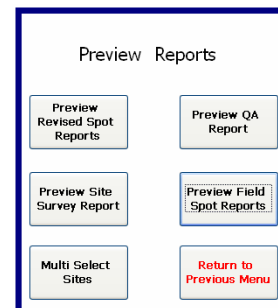 Preview Reports
Preview
Revised Spot
Reports
Preview QA
Report
Preview Site
Survey Report
Preview Field
Spot Reports
Multi Select
Sites
Return to
Previous Menu